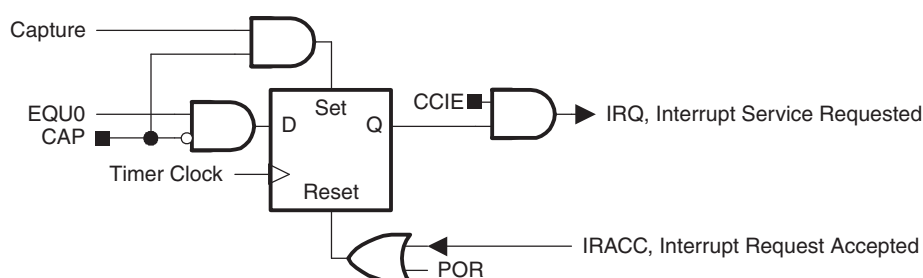 Capture
EQU0
CAP
Timer Clock
Set
D
Q
Reset
CCIE
IRQ, Interrupt Service Requested
IRACC, Interrupt Request Accepted
POR